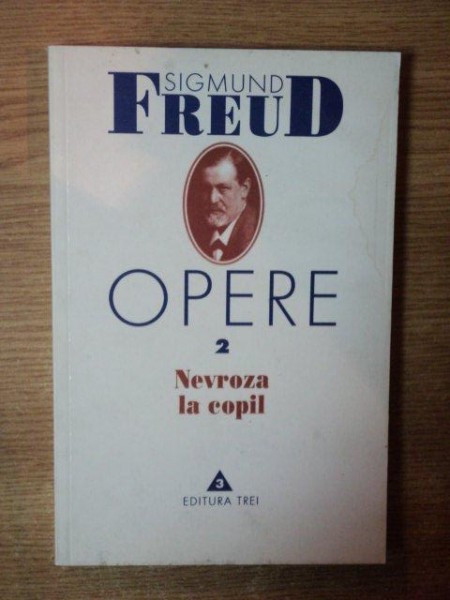 SIGMUND
FREUD
OPERE
2
Nevroza
la copil
3
EDITURA TREI